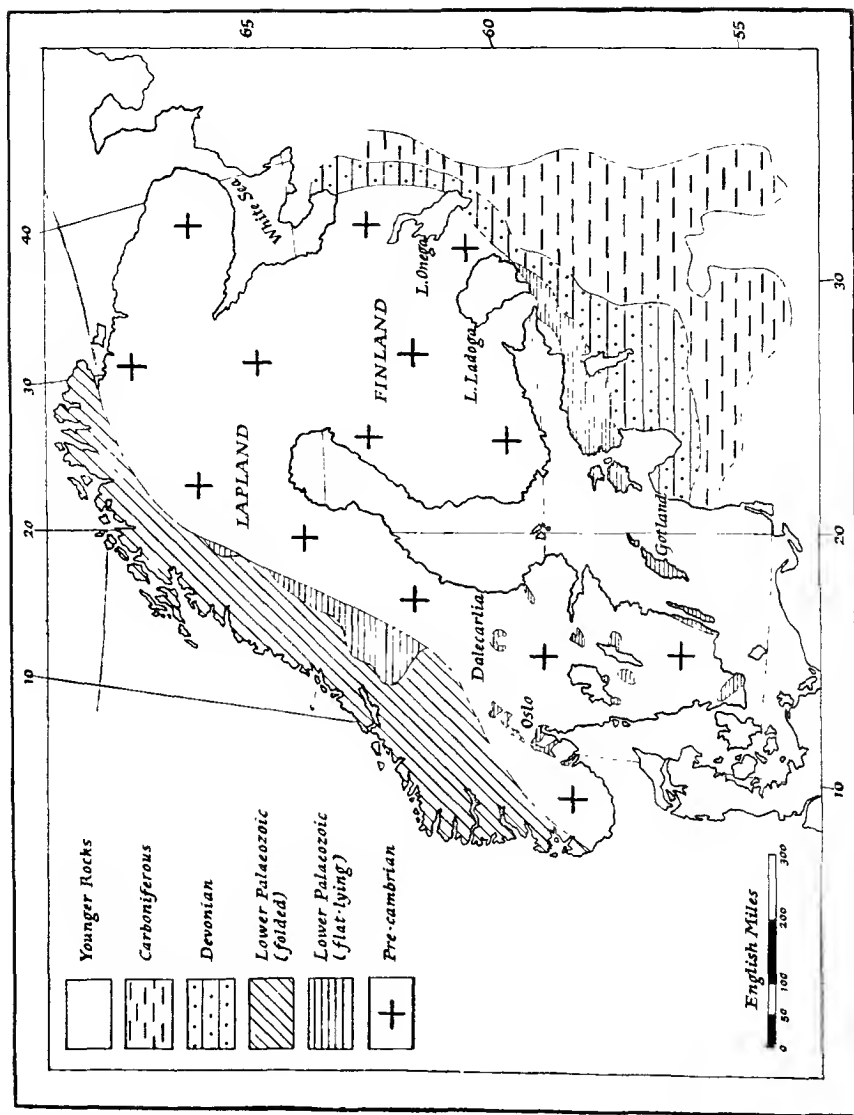 Younger Rocks
Carboniferous
Devonian
Lower Palaeozoic
(folded)
Lower Palaeozoic
(flat-lying)
Pre-cambrian
English Miles
0 50 100 200 300
10
20
30
40
65
60
55
10
20
30
White Sea
L. Onega
L. Ladoga
FINLAND
LAPLAND
Dalecarlia
Oslo
Gotland